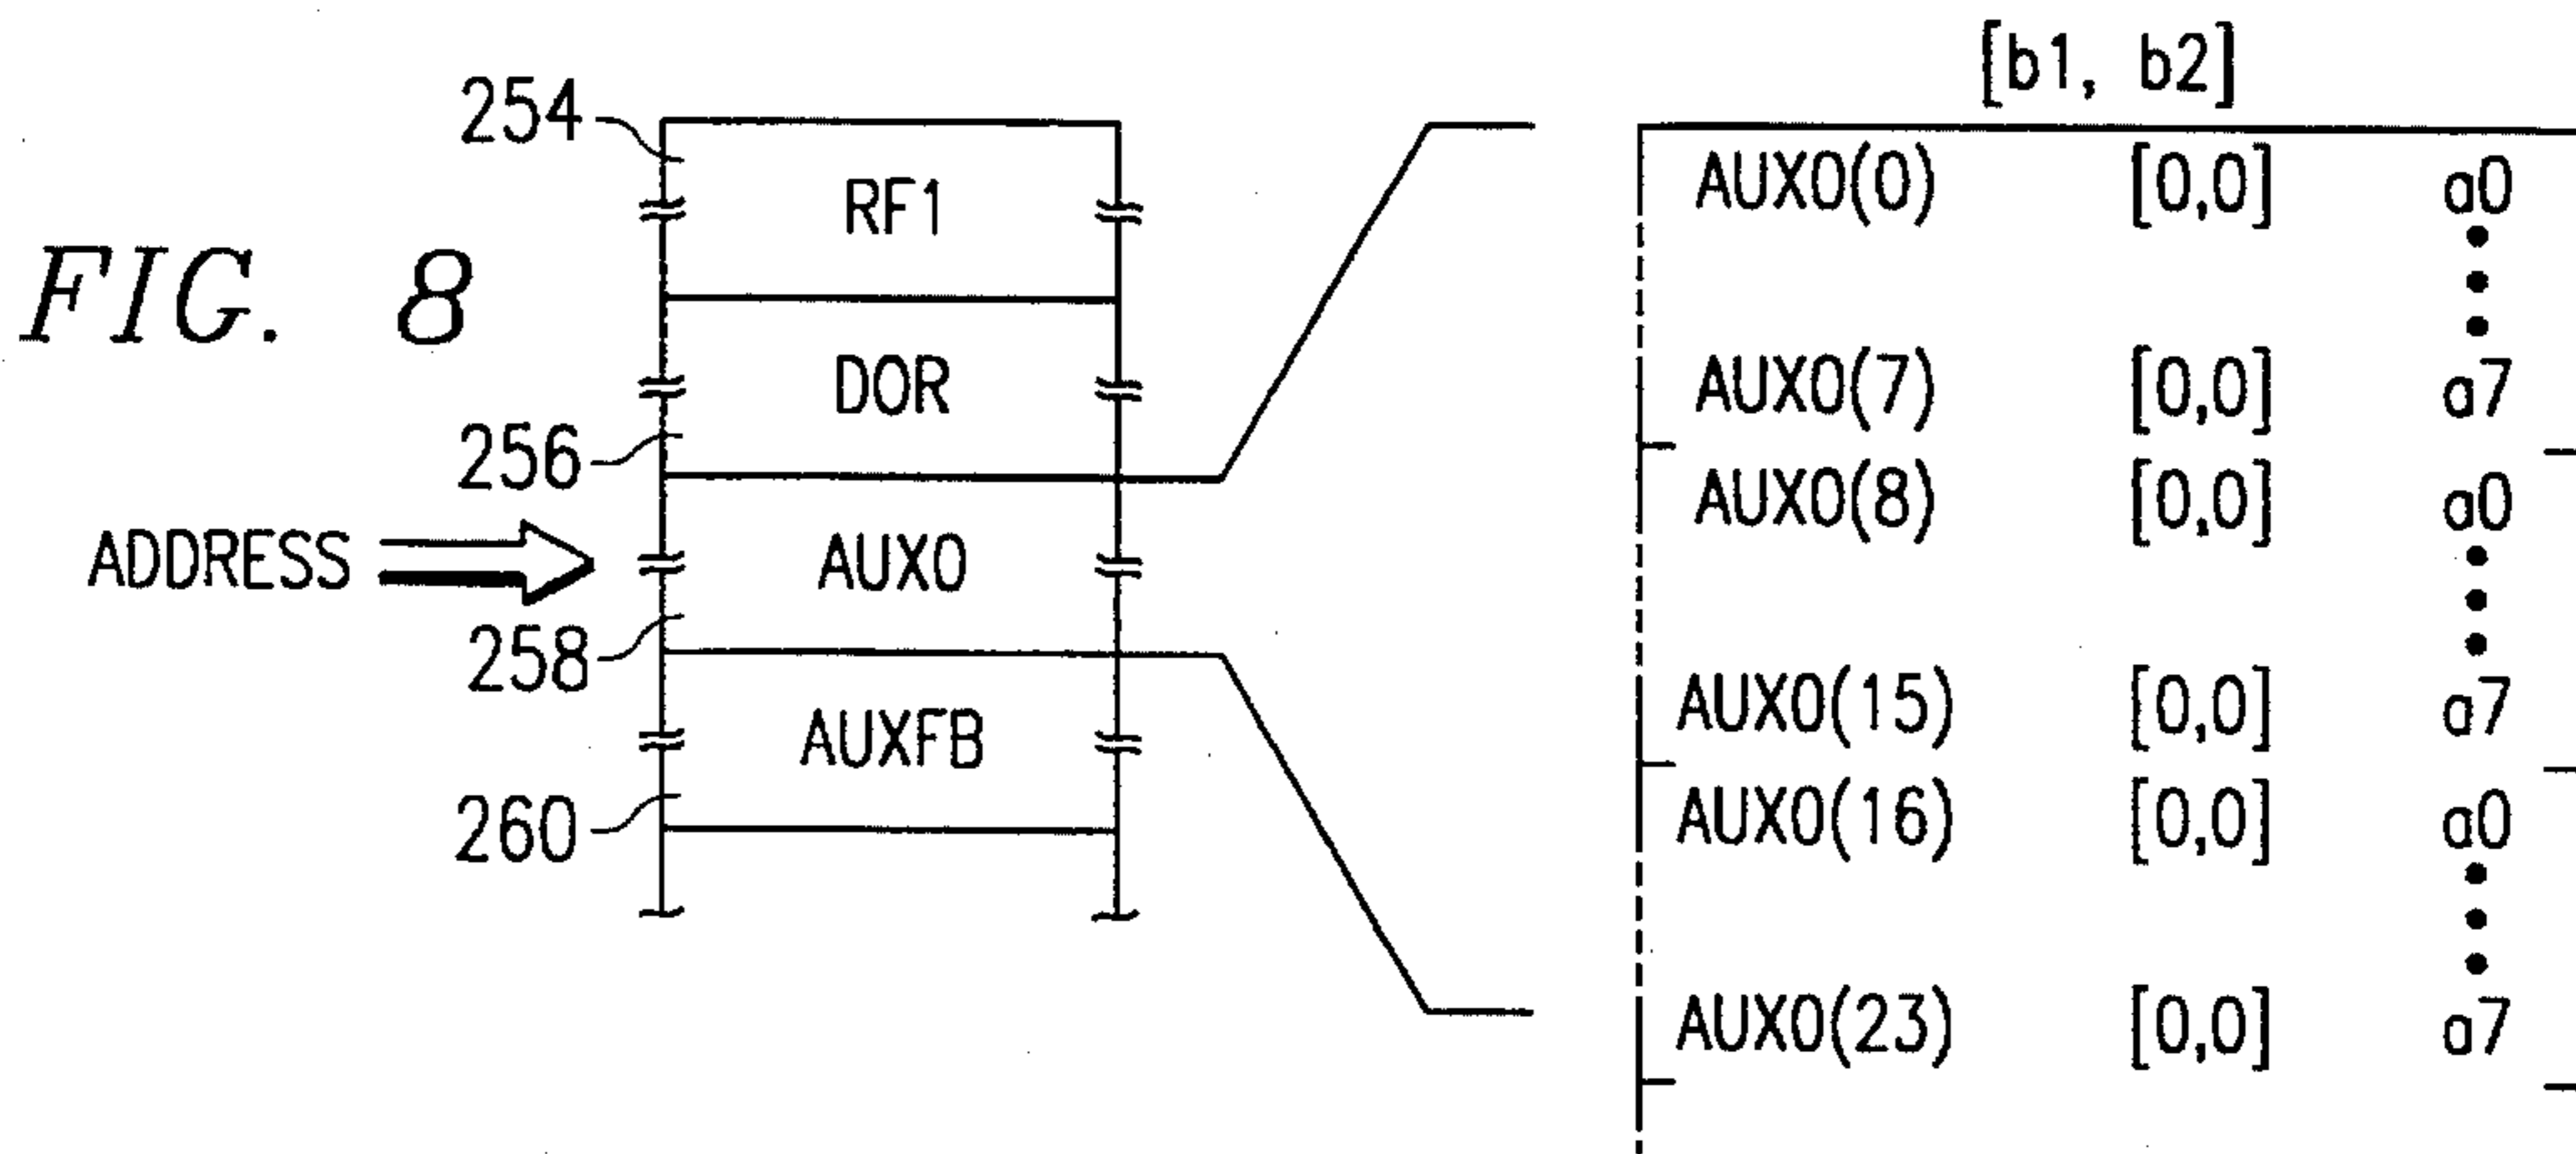 FIG. 8
254
RF1
DOR
256
ADDRESS
AUX0
258
AUXFB
260
[b1, b2]
AUX0(0) [0,0] a0
AUX0(7) [0,0] a7
AUX0(8) [0,0] a0
AUX0(15) [0,0] a7
AUX0(16) [0,0] a0
AUX0(23) [0,0] a7